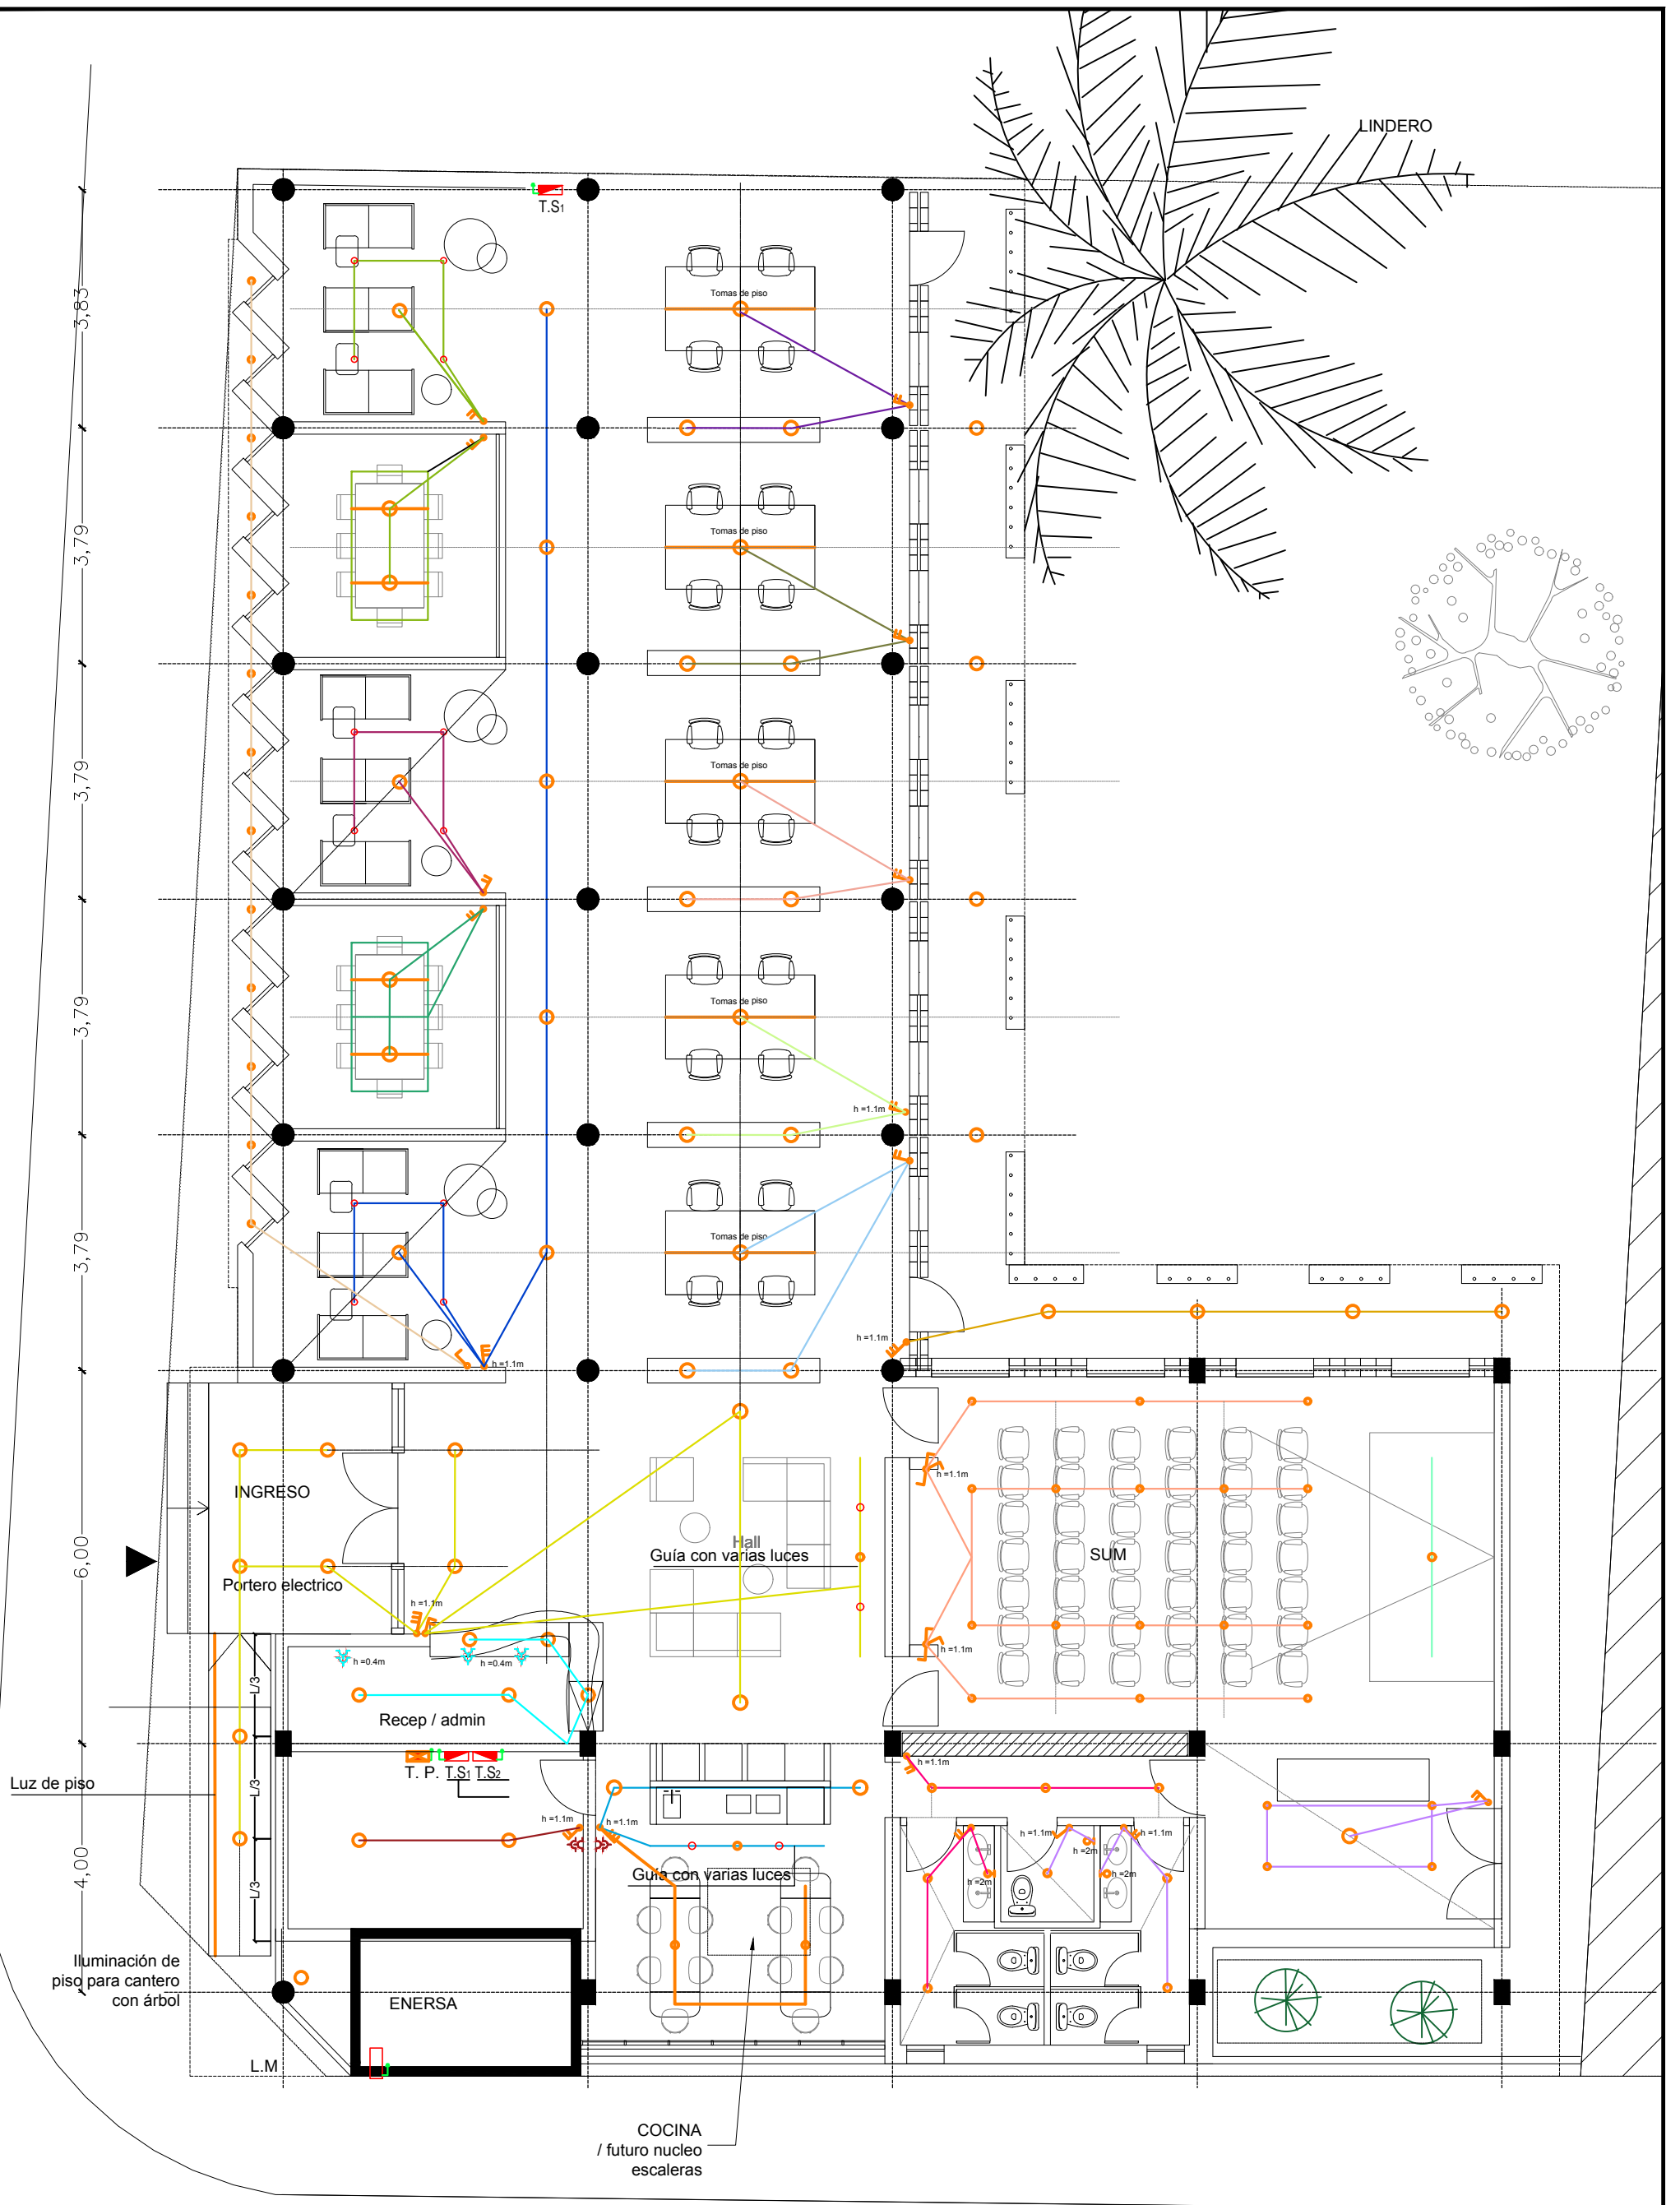 LINDERO
T.S1
3,83
Tomas de piso
3,79
Tomas de piso
3,79
Tomas de piso
3,79
Tomas de piso
h =1.1m
3,79
Tomas de piso
h =1.1m
h =1.1m
6,00
INGRESO
h =1.1m
Hall
Guía con varias luces
SUM
Portero electrico
h =1.1m
h =1.1m
h =0.4m
h =0.4m
L/3
Recep / admin
T. P. T.S1 T.S2
h =1.1m
Luz de piso
L/3
h =1.1m
h =1.1m
h =1.1m
h =1.1m
h =2m
h =2m
h =2m
4,00
Guía con varias luces
L/3
Iluminación de
piso para cantero
con árbol
ENERSA
L.M
COCINA
/ futuro nucleo
escaleras